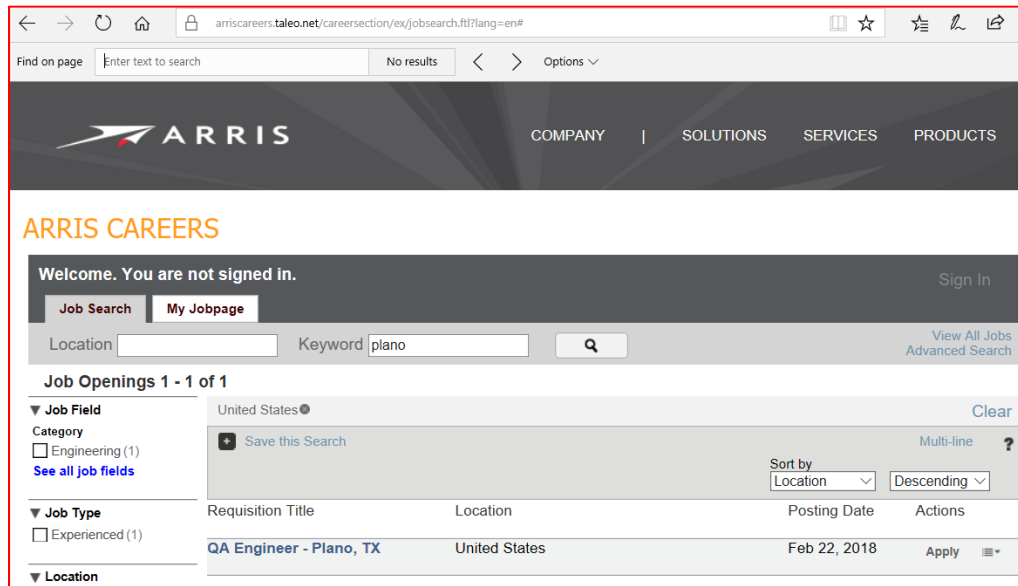 arriscareers.taleo.net/careersection/ex/jobsearch.ftl?lang=en#
Find on page Enter text to search No results Options
ARRIS COMPANY | SOLUTIONS SERVICES PRODUCTS
ARRIS CAREERS
Welcome. You are not signed in. Sign In
Job Search My Jobpage
Location Keyword plano View All Jobs
Advanced Search
Job Openings 1 - 1 of 1
Job Field United States Clear
Category
Save this Search Multi-line ?
Engineering (1)
See all job fields
Sort by
Location Descending
Job Type Requisition Title Location Posting Date Actions
Experienced (1)
QA Engineer - Plano, TX United States Feb 22, 2018 Apply
Location